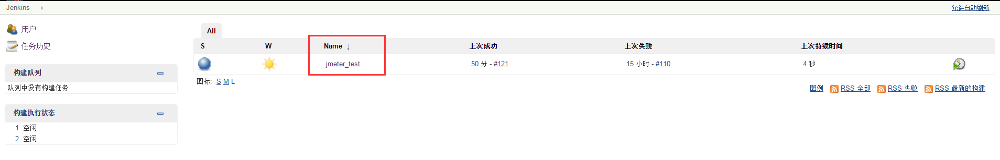 Jenkins
允许自动刷新
用户
任务历史
构建队列
队列中没有构建任务
构建执行状态
1 空闲
2 空闲
All
S W Name ↓ 上次成功 上次失败 上次持续时间
jmeter_test 50 分 - #121 15 小时 - #110 4 秒
图标: S M L
图例 RSS 全部 RSS 失败 RSS 最新的构建